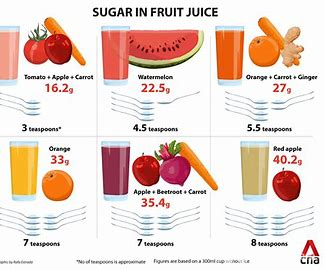 SUGAR IN FRUIT JUICE
Tomato + Apple + Carrot
16.2g
3 teaspoons*
Watermelon
22.5g
4.5 teaspoons
Orange + Carrot + Ginger
27g
5.5 teaspoons
Orange
33g
7 teaspoons
Apple + Beetroot + Carrot
35.4g
7 teaspoons
Red apple
40.2g
8 teaspoons
*No of teaspoons is approximate
Figures are based on a 300ml cup without ice
cna